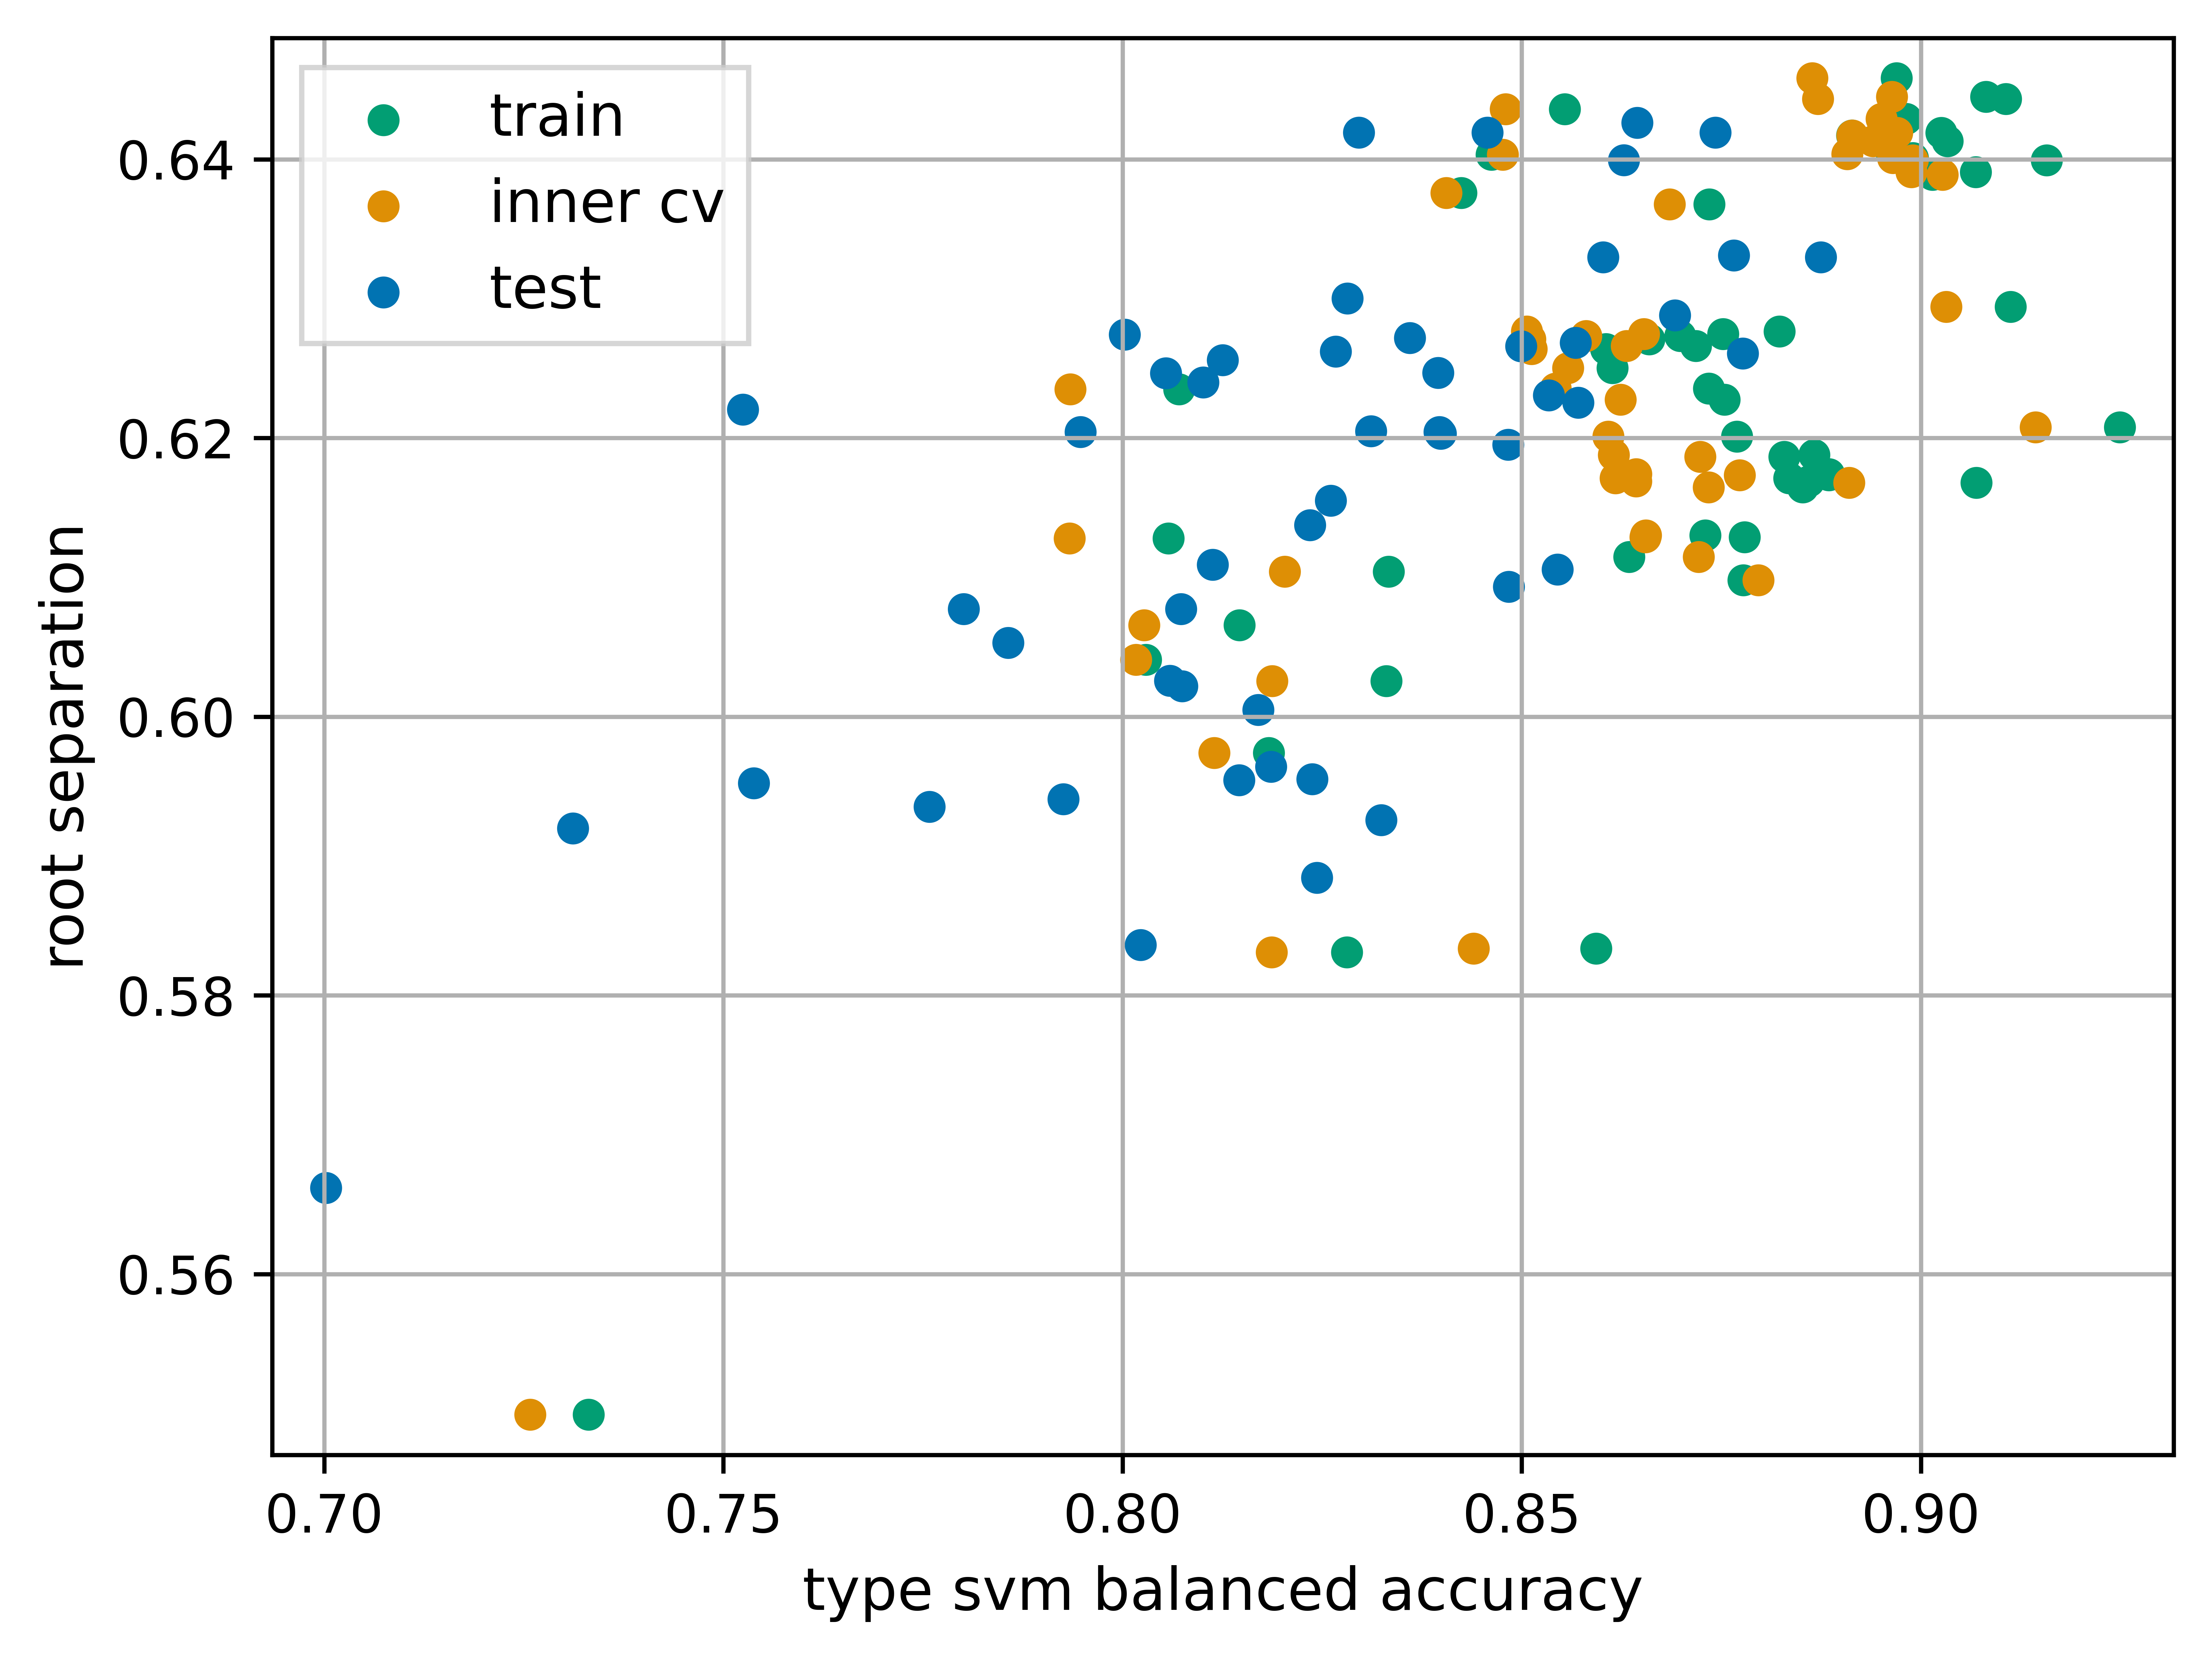 train
inner cv
test
0.64
0.62
0.60
0.58
0.56
root separation
0.70 0.75 0.80 0.85 0.90
type svm balanced accuracy